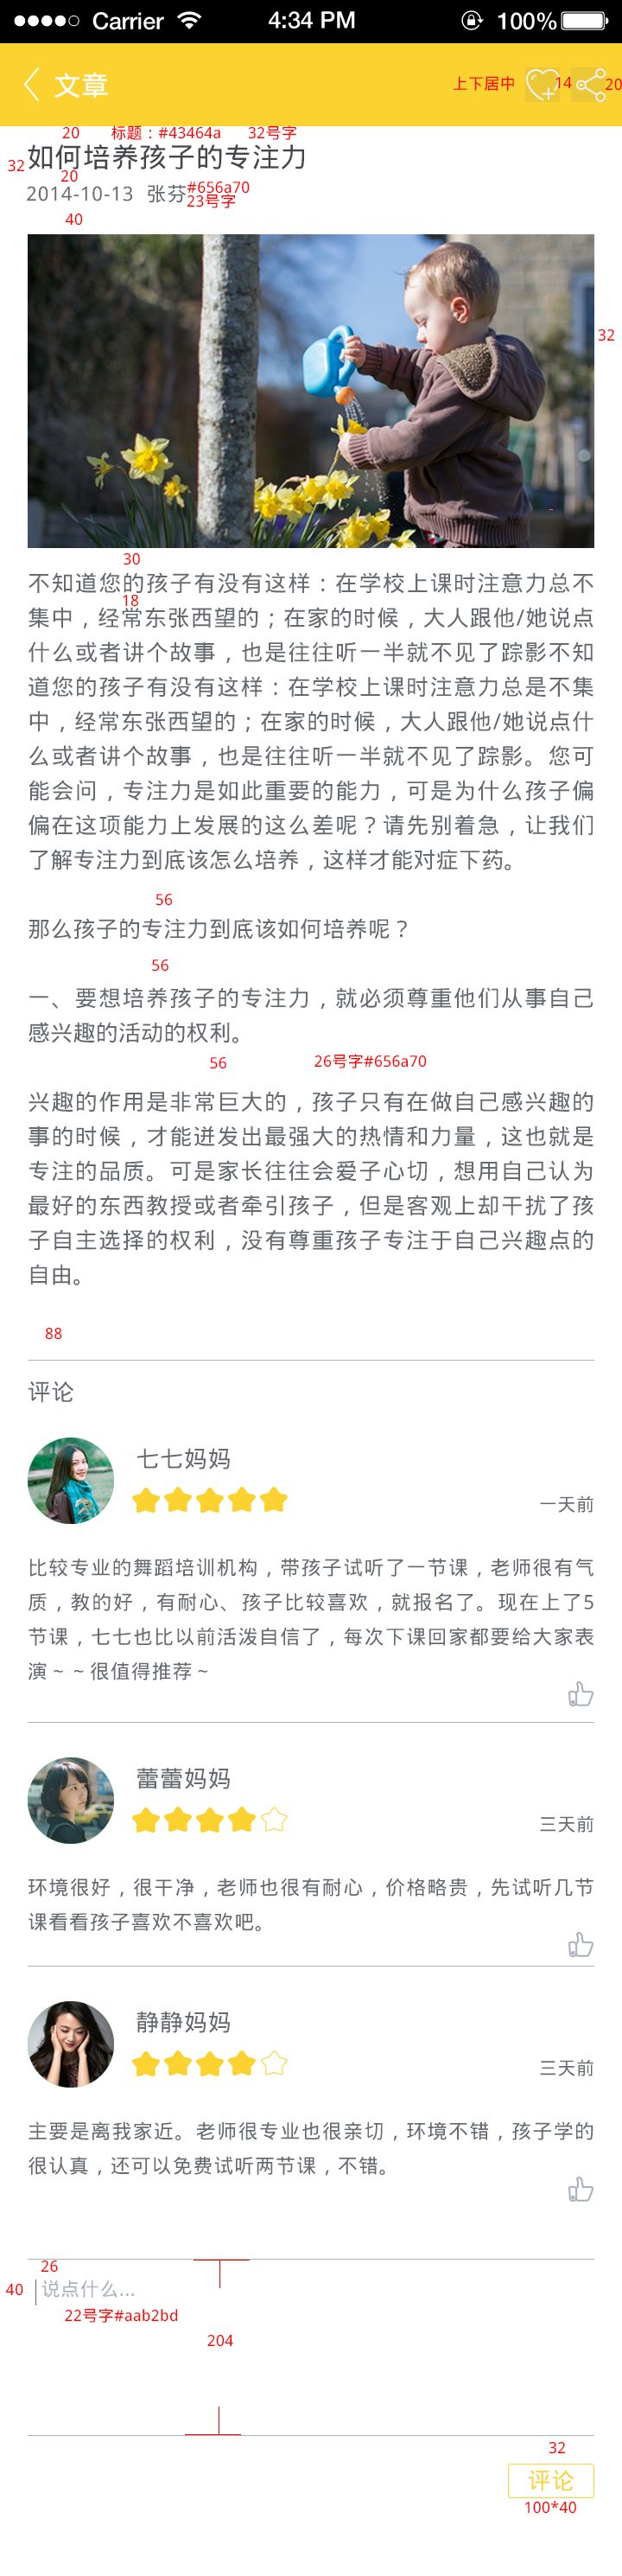 Carrier 4:34 PM 100%
文章 上下居中 14 20
20 标题：#43464a 32号字
32 如何培养孩子的专注力
20
2014-10-13 张芬 #656a70
23号字
40
32
30
不知道您的孩子有没有这样：在学校上课时注意力总不
18
集中，经常东张西望的；在家的时候，大人跟他/她说点
什么或者讲个故事，也是往往听一半就不见了踪影不知
道您的孩子有没有这样：在学校上课时注意力总是不集
中，经常东张西望的；在家的时候，大人跟他/她说点什
么或者讲个故事，也是往往听一半就不见了踪影。您可
能会问，专注力是如此重要的能力，可是为什么孩子偏
偏在这项能力上发展的这么差呢？请先别着急，让我们
了解专注力到底该怎么培养，这样才能对症下药。
56
那么孩子的专注力到底该如何培养呢？
56
一、要想培养孩子的专注力，就必须尊重他们从事自己
感兴趣的活动的权利。
56 26号字#656a70
兴趣的作用是非常巨大的，孩子只有在做自己感兴趣的
事的时候，才能迸发出最强大的热情和力量，这也就是
专注的品质。可是家长往往会爱子心切，想用自己认为
最好的东西教授或者牵引孩子，但是客观上却干扰了孩
子自主选择的权利，没有尊重孩子专注于自己兴趣点的
自由。
88
评论
七七妈妈
一天前
比较专业的舞蹈培训机构，带孩子试听了一节课，老师很有气
质，教的好，有耐心、孩子比较喜欢，就报名了。现在上了5
节课，七七也比以前活泼自信了，每次下课回家都要给大家表
演～～很值得推荐～
蕾蕾妈妈
三天前
环境很好，很干净，老师也很有耐心，价格略贵，先试听几节
课看看孩子喜欢不喜欢吧。
静静妈妈
三天前
主要是离我家近。老师很专业也很亲切，环境不错，孩子学的
很认真，还可以免费试听两节课，不错。
26
40 说点什么...
22号字#aab2bd
204
32
评论
100*40